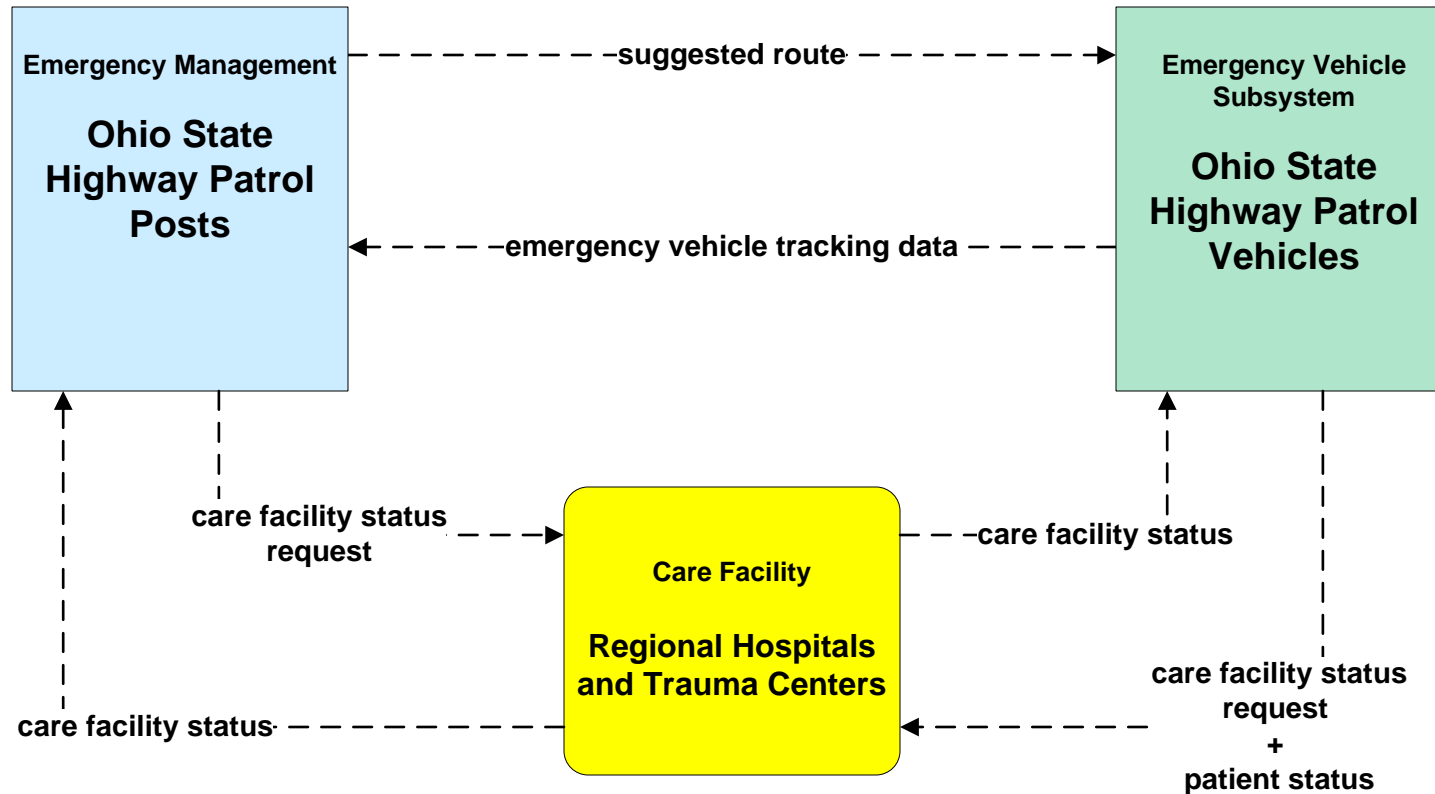 Emergency Management
Ohio State
Highway Patrol
Posts
suggested route
Emergency Vehicle
Subsystem
Ohio State
Highway Patrol
Vehicles
emergency vehicle tracking data
care facility status
request
care facility status
Care Facility
Regional Hospitals
and Trauma Centers
care facility status
care facility status
request
+
patient status